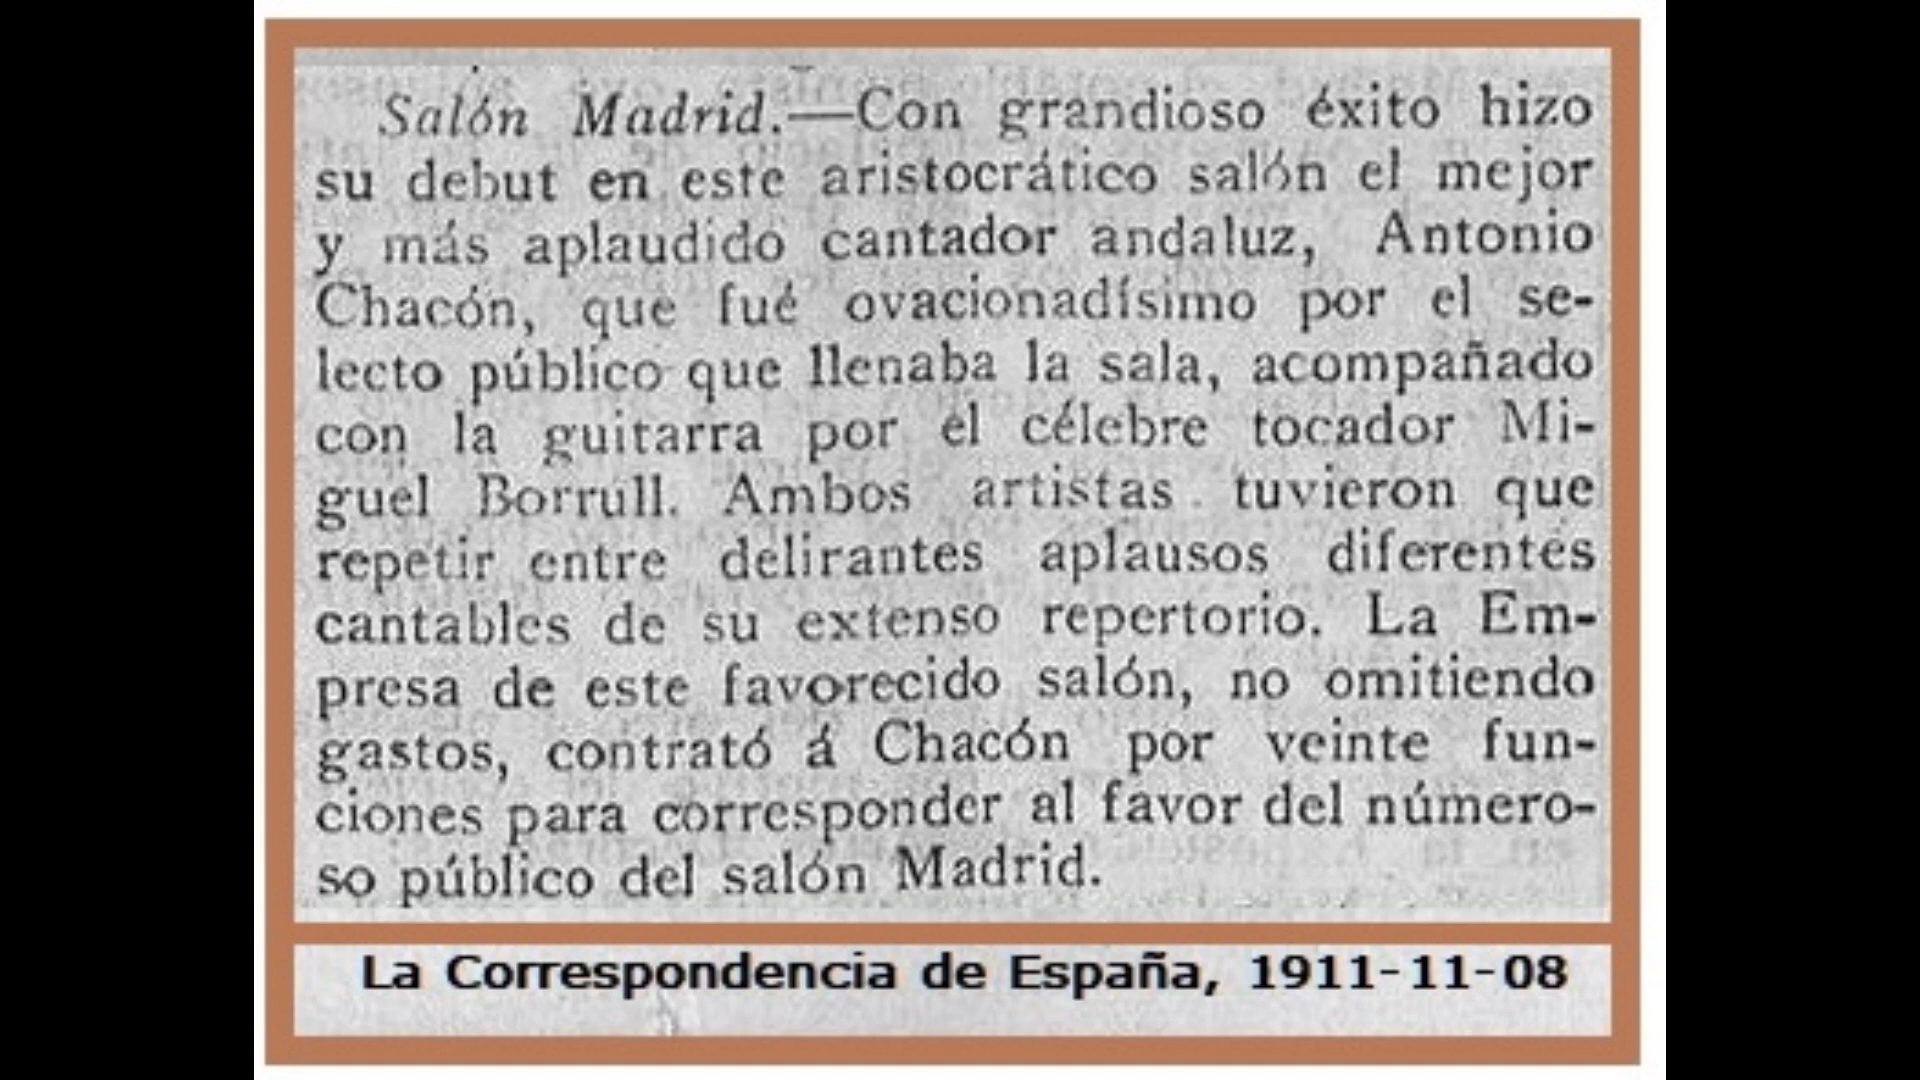 Salón Madrid.—Con grandioso éxito hizo
su debut en este aristocrático salón el mejor
y más aplaudido cantador andaluz, Antonio
Chacón, que fué ovacionadísimo por el se-
lecto público que llenaba la sala, acompañado
con la guitarra por el célebre tocador Mi-
guel Borrull. Ambos artistas tuvieron que
repetir entre delirantes aplausos diferentes
cantables de su extenso repertorio. La Em-
presa de este favorecido salón, no omitiendo
gastos, contrató á Chacón por veinte fun-
ciones para corresponder al favor del número-
so público del salón Madrid.
La Correspondencia de España, 1911-11-08